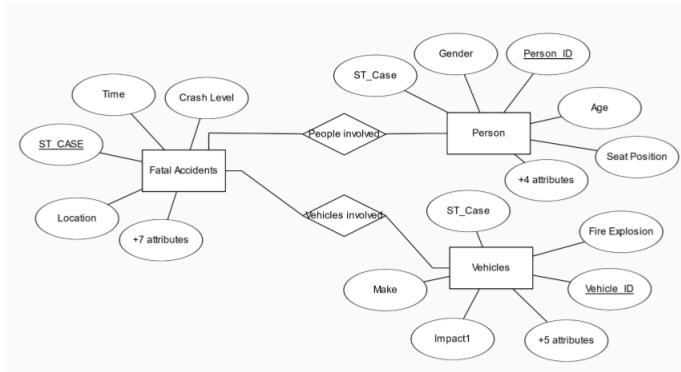 Gender
Person_ID
ST_Case
Time
Crash Level
Age
People involved
Person
ST_CASE
Fatal Accidents
Seat Position
+4 attributes
Location
ST_Case
Vehicles involved
Fire Explosion
+7 attributes
Vehicles
Make
Vehicle_ID
Impact1
+5 attributes